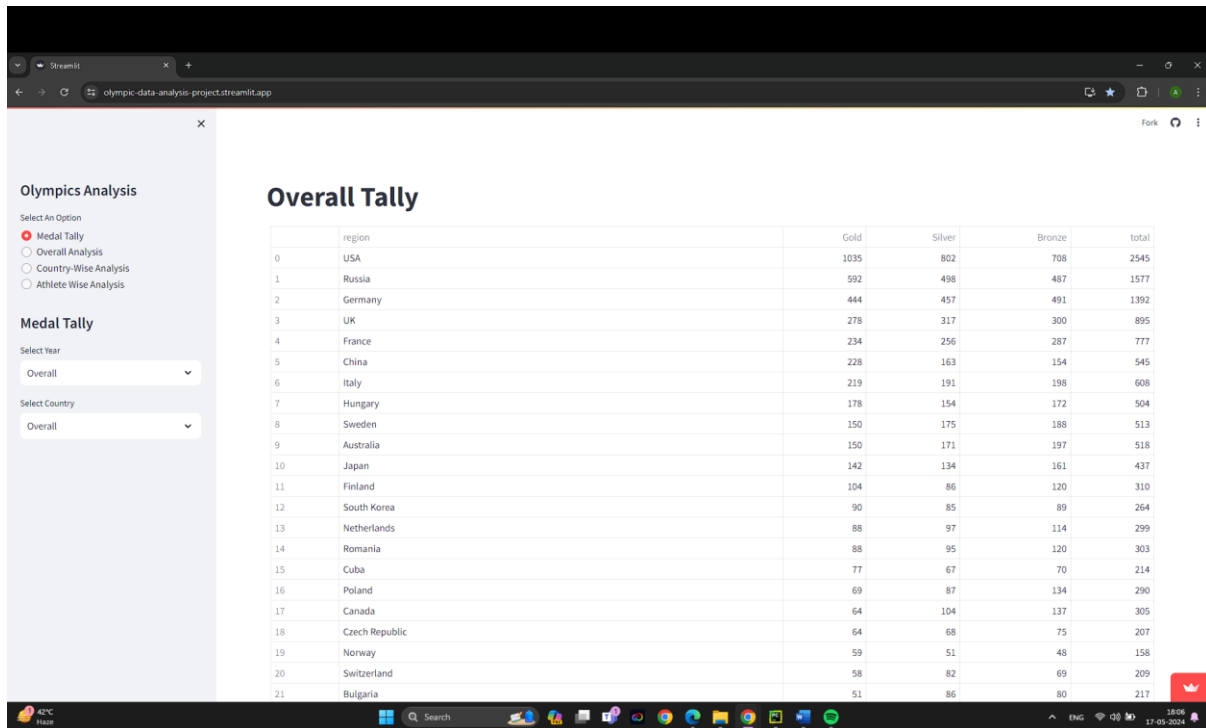 Streamlit
olympic-data-analysis-project.streamlit.app
A
Fork
Olympics Analysis
Select An Option
Medal Tally
Overall Analysis
Country-Wise Analysis
Athlete Wise Analysis
Medal Tally
Select Year
Overall
Select Country
Overall
Overall Tally
region Gold Silver Bronze total
0 USA 1035 802 708 2545
1 Russia 592 498 487 1577
2 Germany 444 457 491 1392
3 UK 278 317 300 895
4 France 234 256 287 777
5 China 228 163 154 545
6 Italy 219 191 198 608
7 Hungary 178 154 172 504
8 Sweden 150 175 188 513
9 Australia 150 171 197 518
10 Japan 142 134 161 437
11 Finland 104 86 120 310
12 South Korea 90 85 89 264
13 Netherlands 88 97 114 299
14 Romania 88 95 120 303
15 Cuba 77 67 70 214
16 Poland 69 87 134 290
17 Canada 64 104 137 305
18 Czech Republic 64 68 75 207
19 Norway 59 51 48 158
20 Switzerland 58 82 69 209
21 Bulgaria 51 86 80 217
1
42°C
Haze
Search
ENG
18:06
17-05-2024